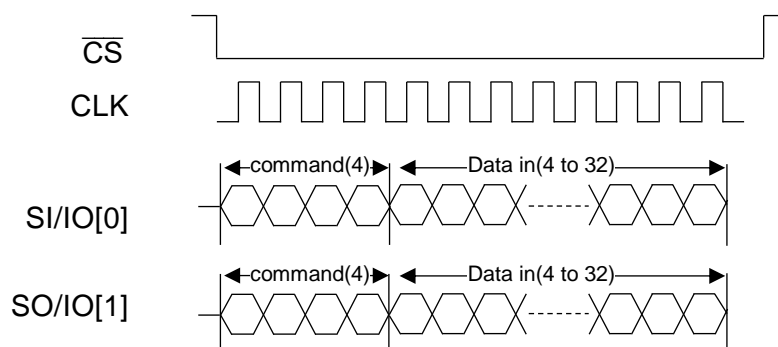 CS
CLK
command(4) Data in(4 to 32)
SI/IO[0]
command(4) Data in(4 to 32)
SO/IO[1]